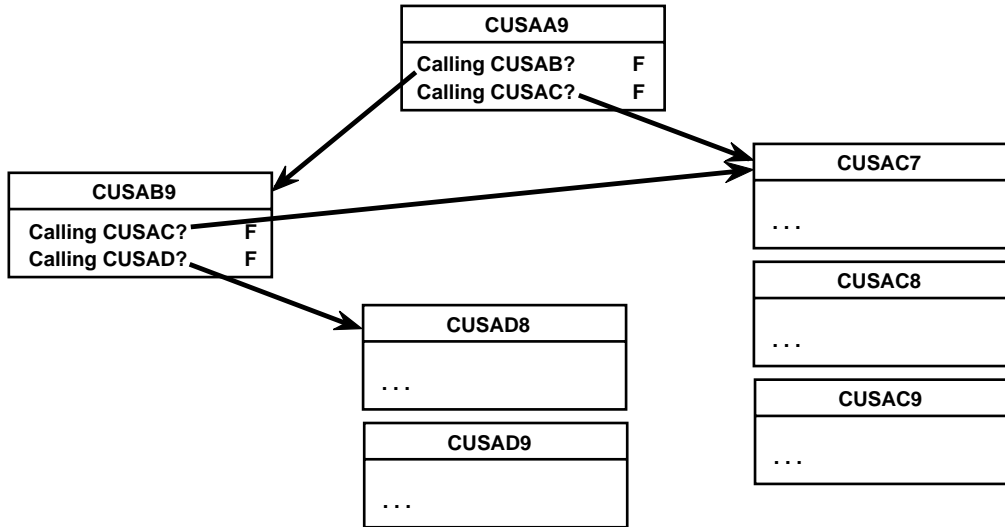 CUSAA9
Calling CUSAB? F
Calling CUSAC? F
CUSAB9
Calling CUSAC? F
Calling CUSAD? F
CUSAC7
. . .
CUSAC8
. . .
CUSAC9
. . .
CUSAD8
. . .
CUSAD9
. . .